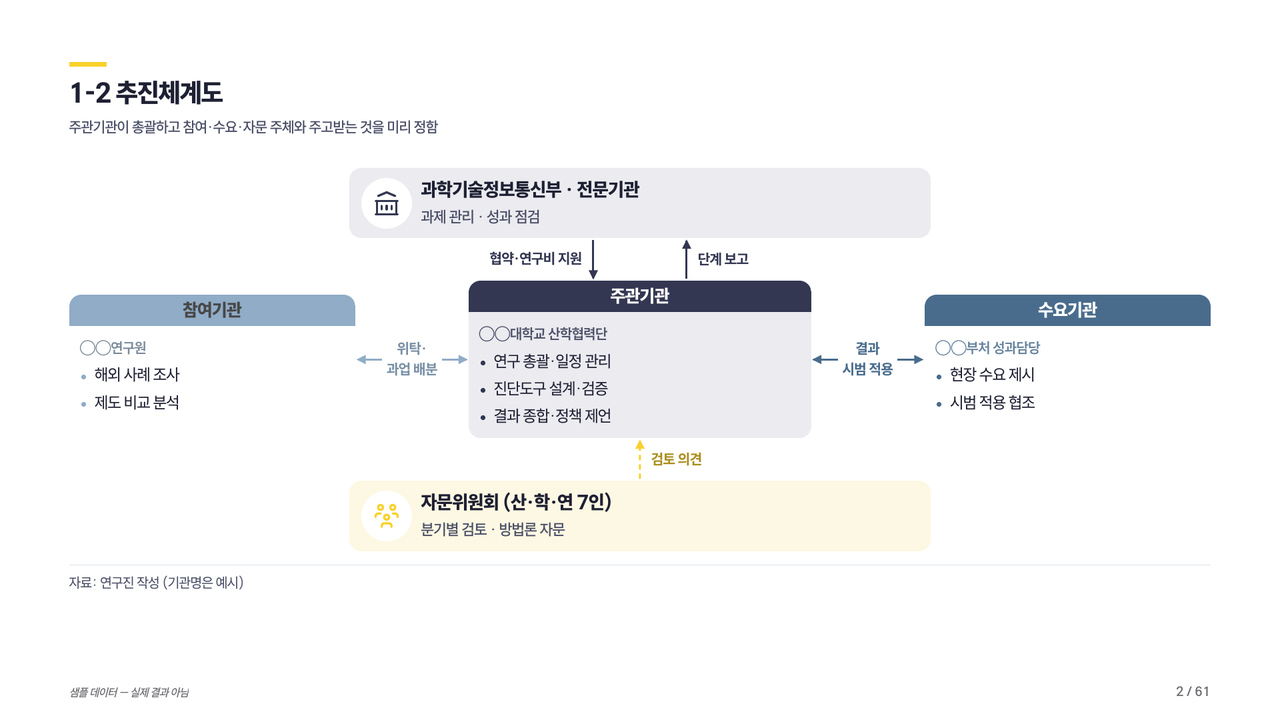 1-2 추진체계도
주관기관이 총괄하고 참여·수요·자문 주체와 주고받는 것을 미리 정함
과학기술정보통신부 · 전문기관
과제 관리 · 성과 점검
협약·연구비 지원
단계 보고
참여기관
○○연구원
• 해외 사례 조사
• 제도 비교 분석
위탁·
과업 배분
주관기관
○○대학교 산학협력단
• 연구 총괄·일정 관리
• 진단도구 설계·검증
• 결과 종합·정책 제언
결과
시범 적용
수요기관
○○부처 성과담당
• 현장 수요 제시
• 시범 적용 협조
검토 의견
자문위원회 (산·학·연 7인)
분기별 검토 · 방법론 자문
자료: 연구진 작성 (기관명은 예시)
샘플 데이터 — 실제 결과 아님
2 / 61